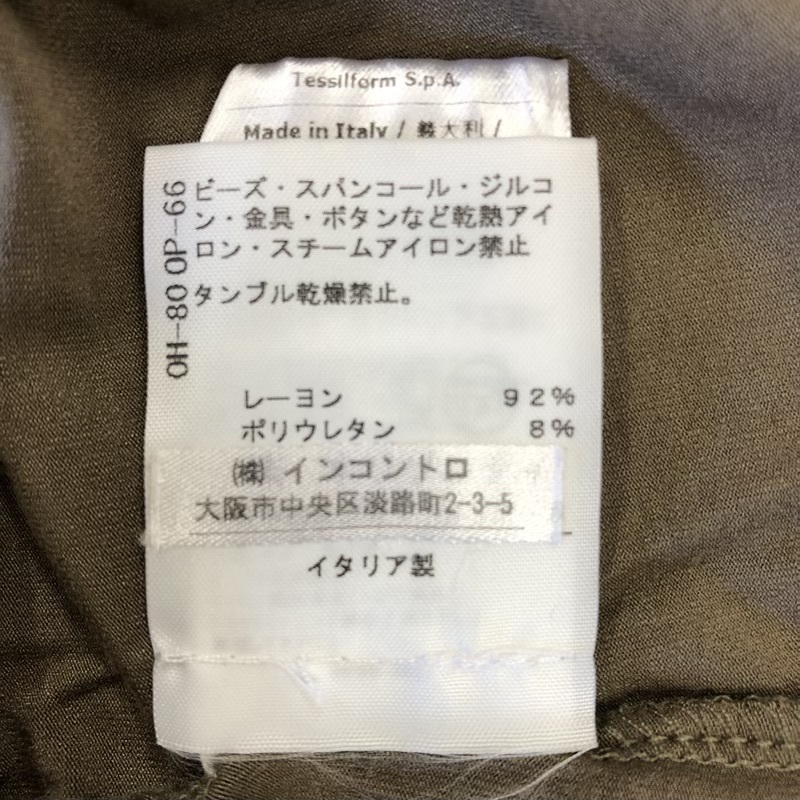 Tessilform S.p.A.
Made in Italy / 義大利 /
OH-80 OP-66
ビーズ・スパンコール・ジルコ
ン・金具・ボタンなど乾熱アイ
ロン・スチームアイロン禁止
タンブル乾燥禁止。
レーヨン 92%
ポリウレタン 8%
㈱ インコントロ
大阪市中央区淡路町2-3-5
イタリア製